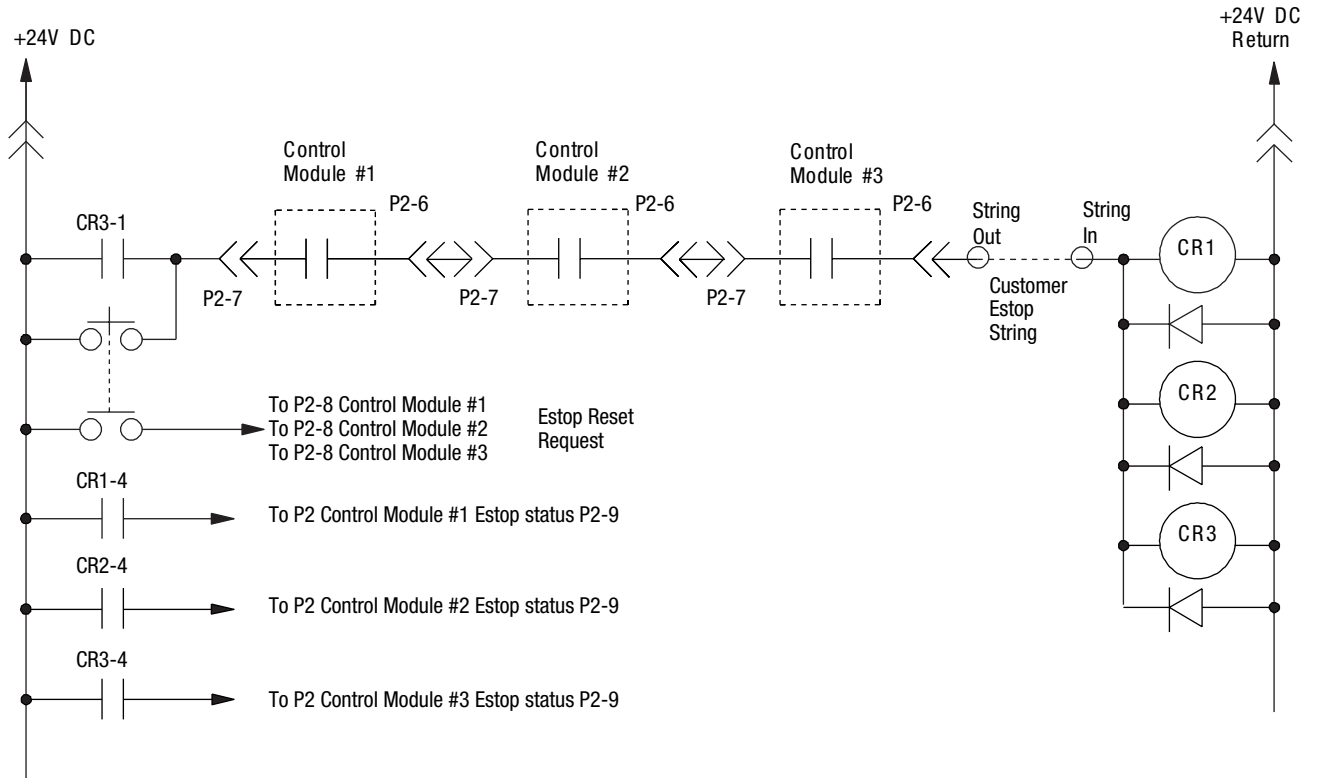 +24V DC
+24V DC
Return
Control
Module #1
Control
Module #2
Control
Module #3
P2-6
P2-6
P2-6
String
Out
String
In
CR3-1
CR1
P2-7
P2-7
P2-7
Customer
Estop
String
CR2
To P2-8 Control Module #1
To P2-8 Control Module #2
To P2-8 Control Module #3
Estop Reset
Request
CR1-4
To P2 Control Module #1 Estop status P2-9
CR3
CR2-4
To P2 Control Module #2 Estop status P2-9
CR3-4
To P2 Control Module #3 Estop status P2-9